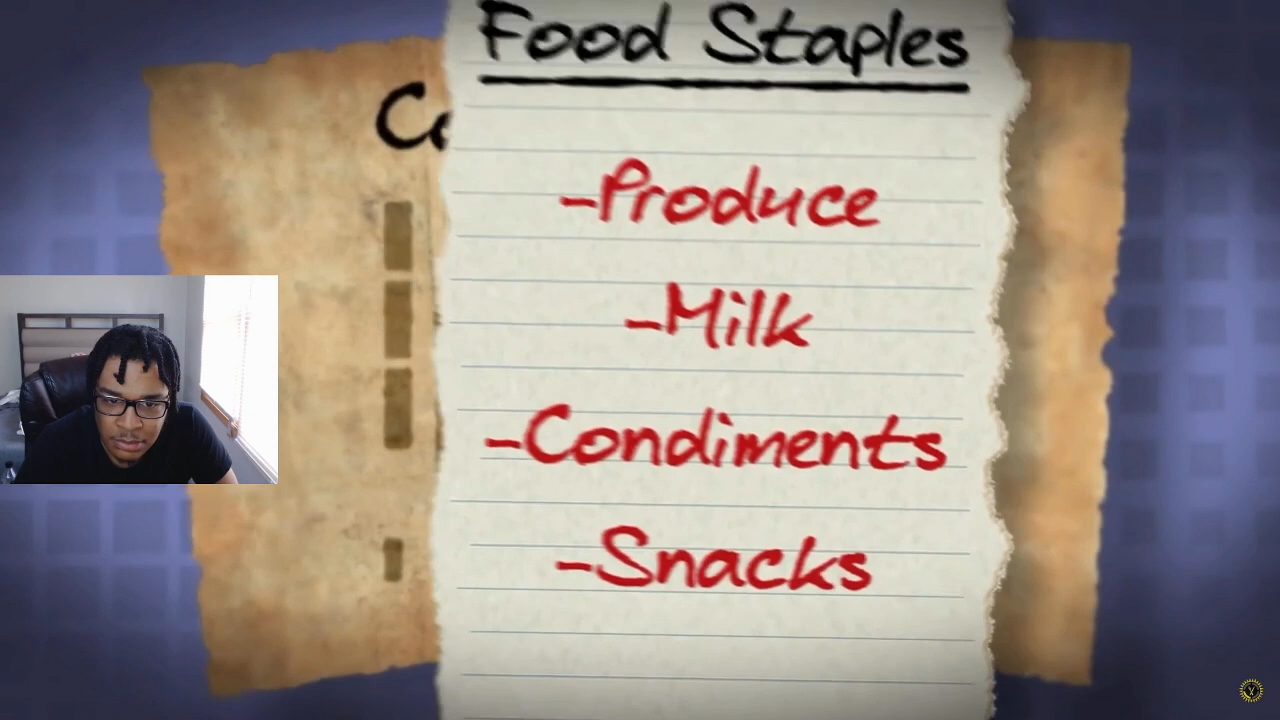 Food Staples
-Produce
-Milk
-Condiments
-Snacks